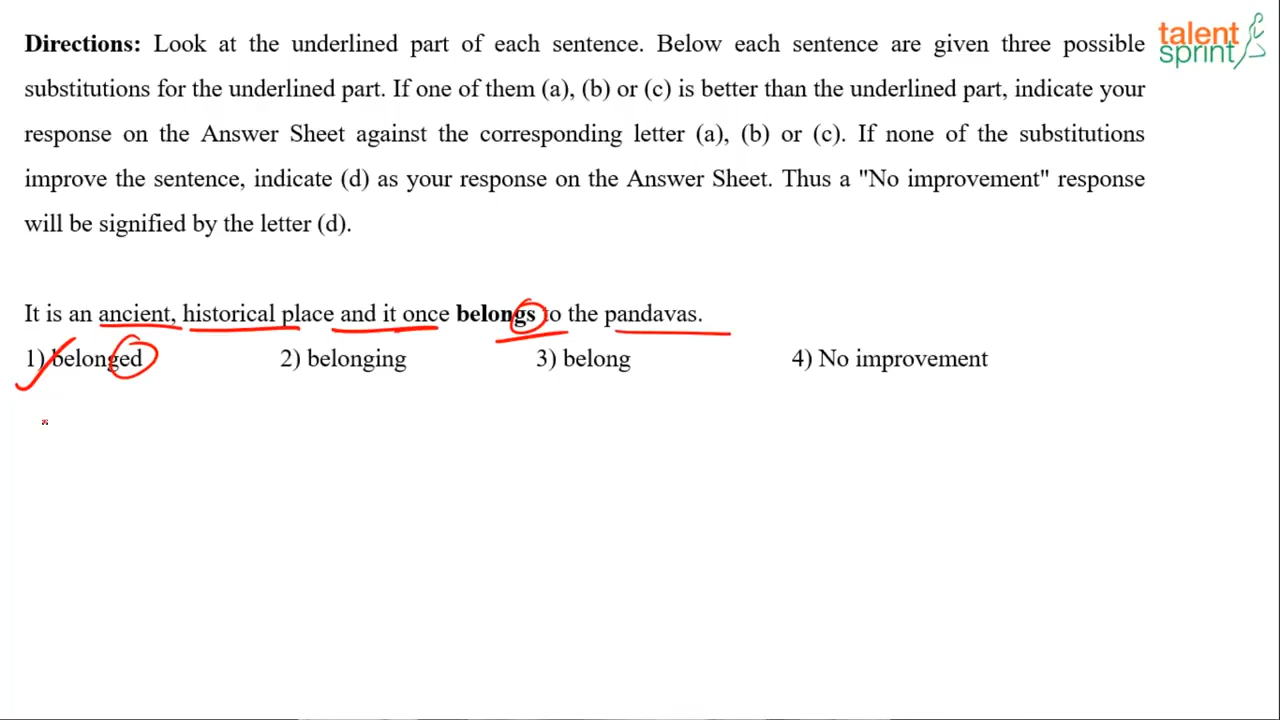 talent
sprint
Directions: Look at the underlined part of each sentence. Below each sentence are given three possible
substitutions for the underlined part. If one of them (a), (b) or (c) is better than the underlined part, indicate your
response on the Answer Sheet against the corresponding letter (a), (b) or (c). If none of the substitutions
improve the sentence, indicate (d) as your response on the Answer Sheet. Thus a "No improvement" response
will be signified by the letter (d).
It is an ancient, historical place and it once belongs to the pandavas.
1) belonged 2) belonging 3) belong 4) No improvement